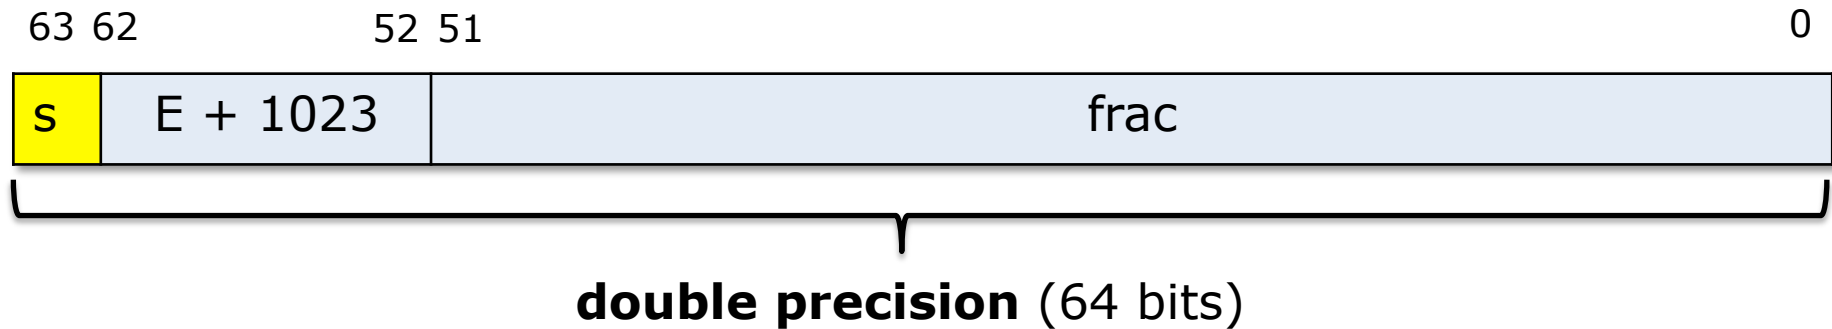 63 62 52 51 0
s E + 1023 frac
double precision (64 bits)